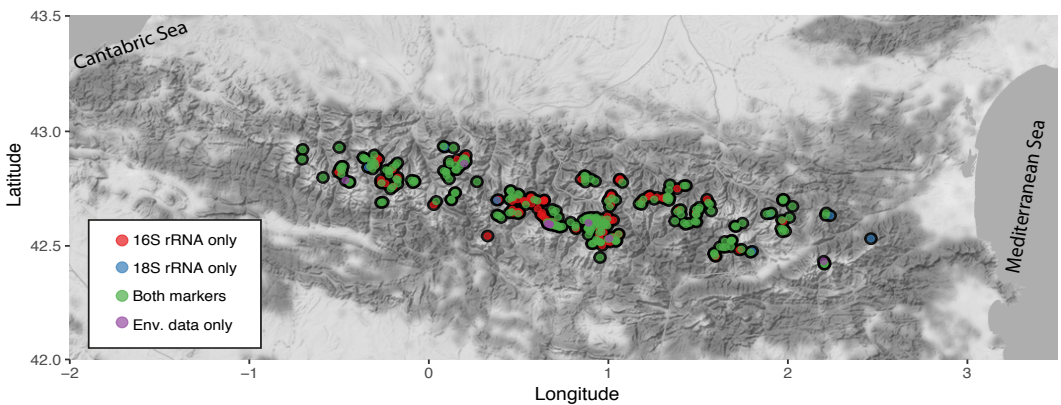 43.5
Cantabric Sea
43.0
Latitude
Mediterranean Sea
42.5
16S rRNA only
18S rRNA only
Both markers
Env. data only
42.0
−2
−1
0
1
2
3
Longitude